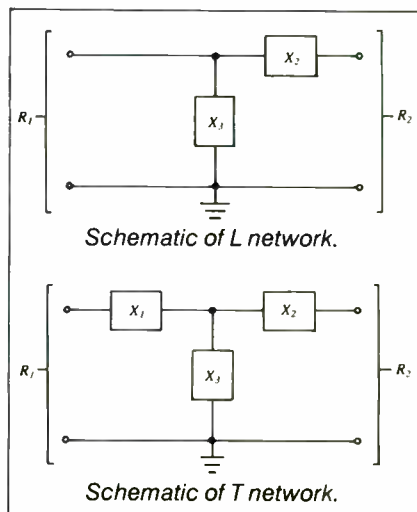 X2
R1
X3
R2
Schematic of L network.
X1
X2
R1
X3
R2
Schematic of T network.